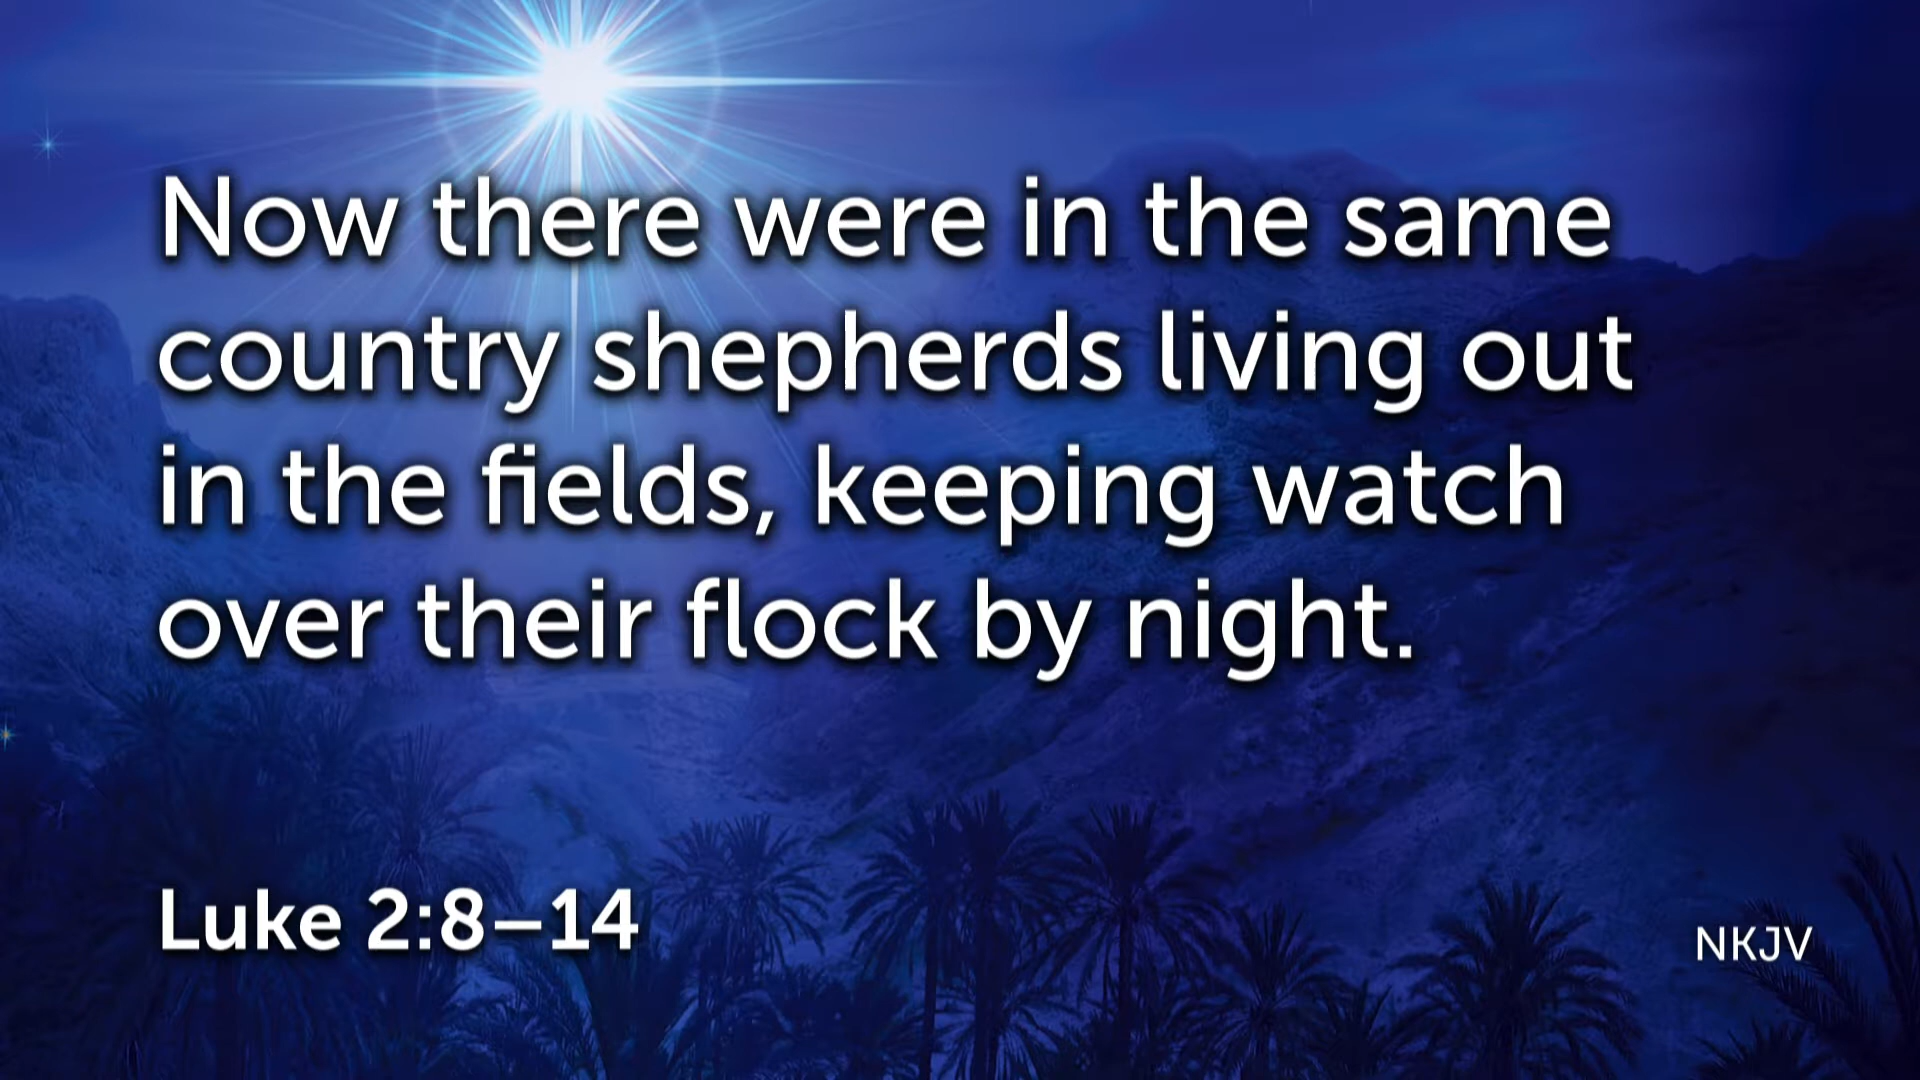 Now there were in the same
country shepherds living out
in the fields, keeping watch
over their flock by night.
Luke 2:8–14
NKJV